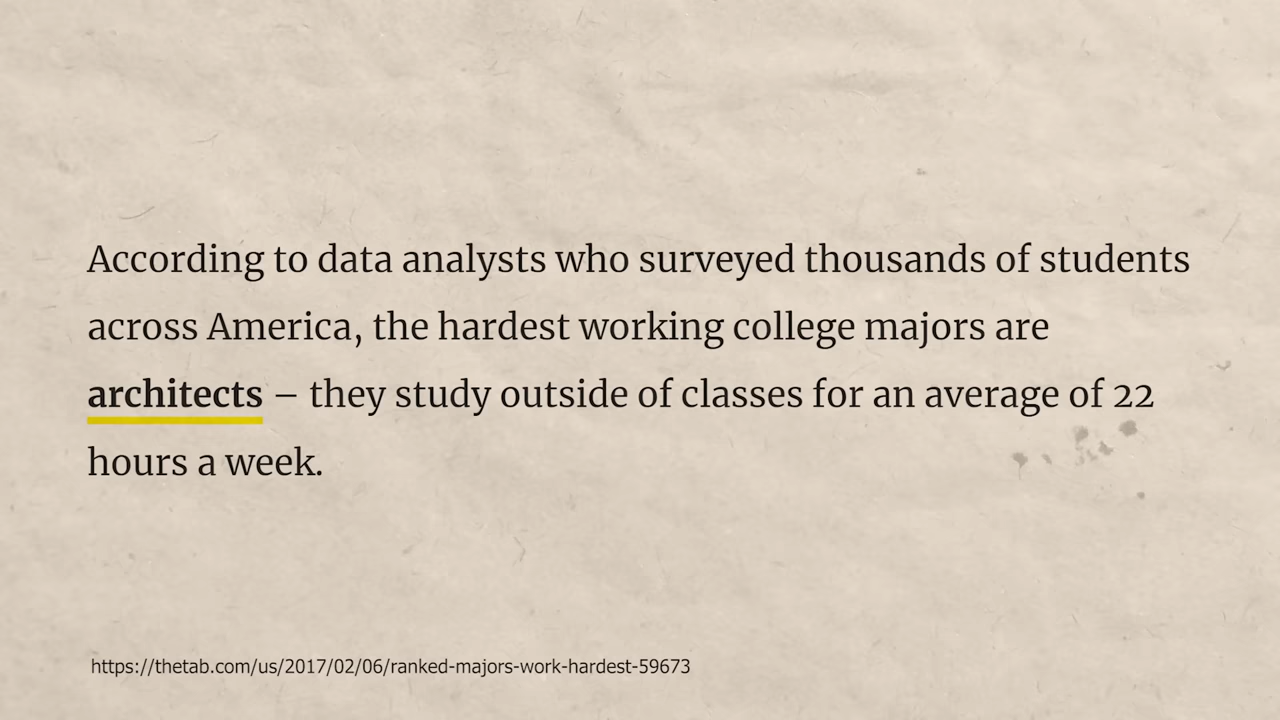 According to data analysts who surveyed thousands of students
across America, the hardest working college majors are
architects – they study outside of classes for an average of 22
hours a week.
https://thetab.com/us/2017/02/06/ranked-majors-work-hardest-59673